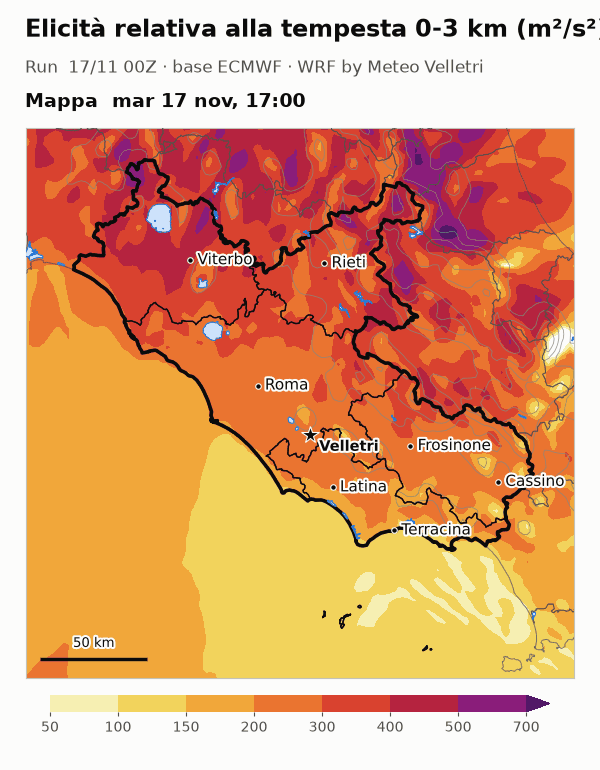 Elicità relativa alla tempesta 0-3 km (m²/s²)
Run  17/11 00Z · base ECMWF · WRF by Meteo Velletri
Mappa  mar 17 nov, 17:00
Viterbo
Rieti
Roma
Velletri
Frosinone
Cassino
Latina
Terracina
50 km
50 100 150 200 300 400 500 700